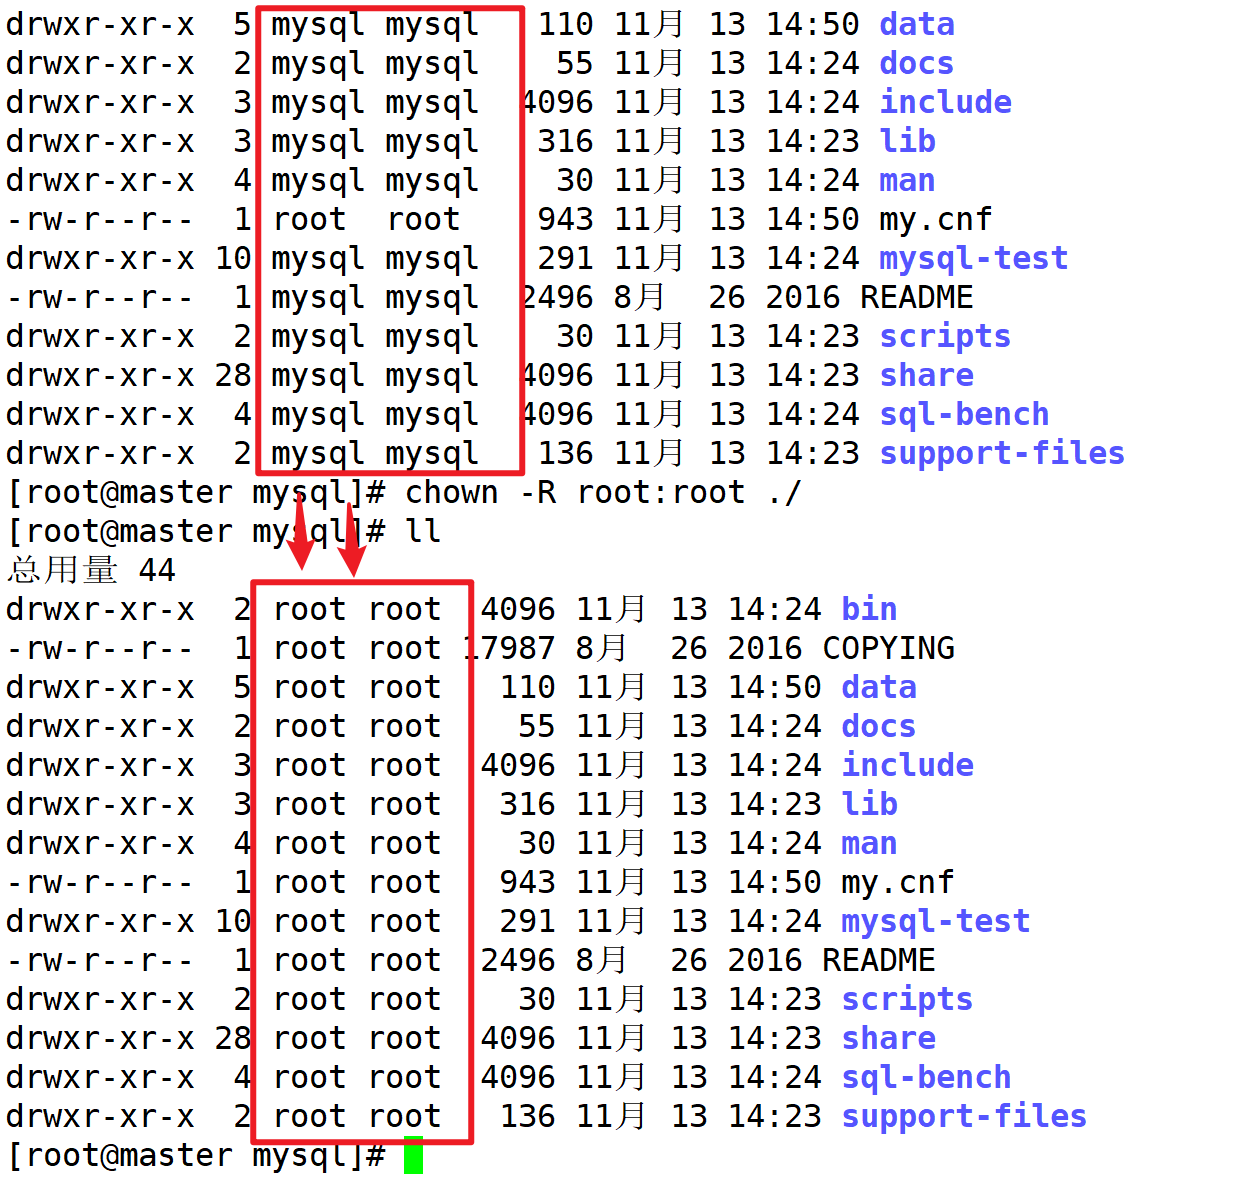 drwxr-xr-x  5 mysql mysql   110 11月  13 14:50 data
drwxr-xr-x  2 mysql mysql    55 11月  13 14:24 docs
drwxr-xr-x  3 mysql mysql  4096 11月  13 14:24 include
drwxr-xr-x  3 mysql mysql   316 11月  13 14:23 lib
drwxr-xr-x  4 mysql mysql    30 11月  13 14:24 man
-rw-r--r--  1 root  root    943 11月  13 14:50 my.cnf
drwxr-xr-x 10 mysql mysql   291 11月  13 14:24 mysql-test
-rw-r--r--  1 mysql mysql  2496 8月   26 2016 README
drwxr-xr-x  2 mysql mysql    30 11月  13 14:23 scripts
drwxr-xr-x 28 mysql mysql  4096 11月  13 14:23 share
drwxr-xr-x  4 mysql mysql  4096 11月  13 14:24 sql-bench
drwxr-xr-x  2 mysql mysql   136 11月  13 14:23 support-files
[root@master mysql]# chown -R root:root ./
[root@master mysql]# ll
总用量 44
drwxr-xr-x  2 root root  4096 11月  13 14:24 bin
-rw-r--r--  1 root root 17987 8月   26 2016 COPYING
drwxr-xr-x  5 root root   110 11月  13 14:50 data
drwxr-xr-x  2 root root    55 11月  13 14:24 docs
drwxr-xr-x  3 root root  4096 11月  13 14:24 include
drwxr-xr-x  3 root root   316 11月  13 14:23 lib
drwxr-xr-x  4 root root    30 11月  13 14:24 man
-rw-r--r--  1 root root   943 11月  13 14:50 my.cnf
drwxr-xr-x 10 root root   291 11月  13 14:24 mysql-test
-rw-r--r--  1 root root  2496 8月   26 2016 README
drwxr-xr-x  2 root root    30 11月  13 14:23 scripts
drwxr-xr-x 28 root root  4096 11月  13 14:23 share
drwxr-xr-x  4 root root  4096 11月  13 14:24 sql-bench
drwxr-xr-x  2 root root   136 11月  13 14:23 support-files
[root@master mysql]#